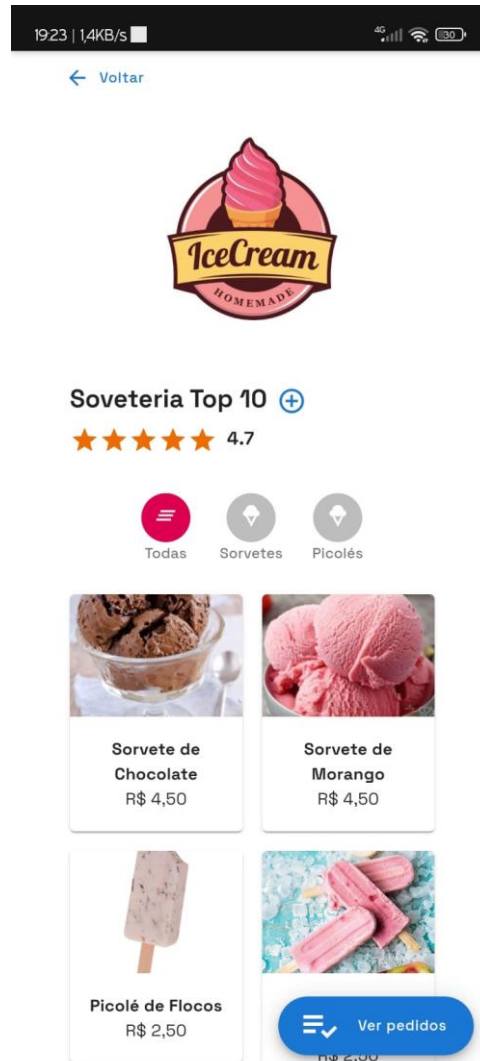 19:23 | 1,4KB/s
4G
30
Voltar
IceCream
HOMEMADE
Soveteria Top 10
4.7
Todas
Sorvetes
Picolés
Sorvete de
Chocolate
R$ 4,50
Sorvete de
Morango
R$ 4,50
Picolé de Flocos
R$ 2,50
Ver pedidos